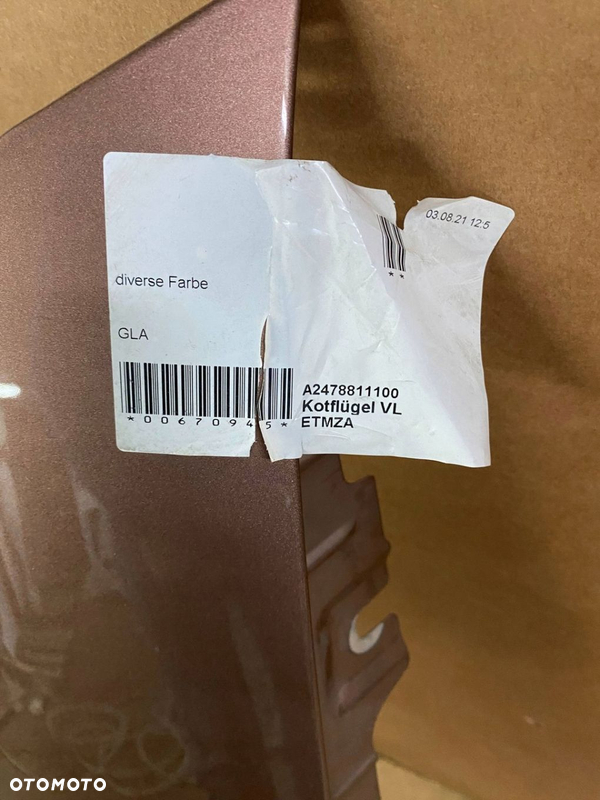 03.08.21 12:5
* *
diverse Farbe
GLA
A2478811100
*00670945*
Kotflügel VL
ETMZA
OTOMOTO